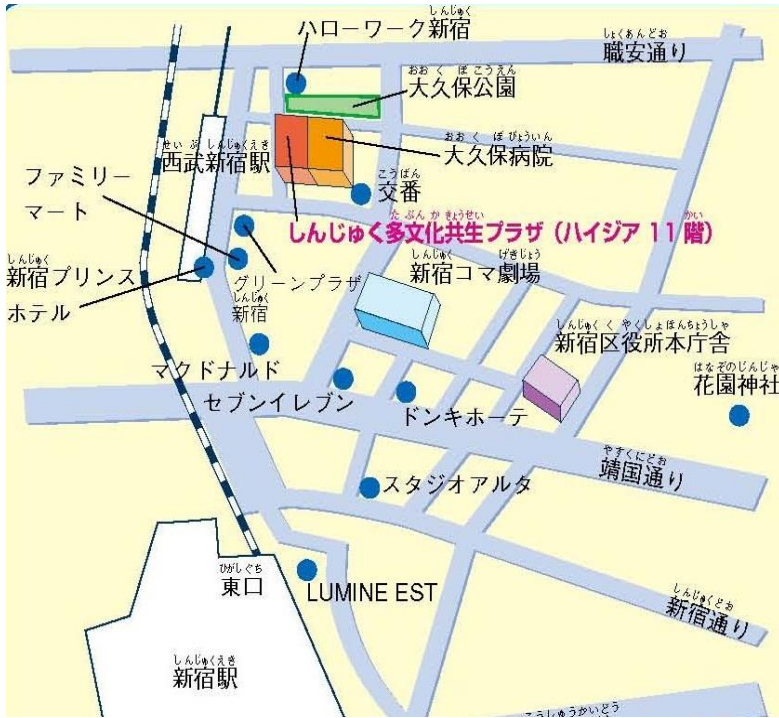 ハローワーク新宿
しんじゅく
職安通り
しょくあんどお
大久保公園
おおくぼこうえん
西武新宿駅
せいぶしんじゅくえき
大久保病院
おおくぼびょういん
ファミリー
マート
交番
こうばん
しんじゅく多文化共生プラザ（ハイジア 11 階）
たぶんかきょうせい
かい
新宿プリンス
しんじゅく
ホテル
グリーンプラザ
新宿
しんじゅく
新宿コマ劇場
しんじゅく
げきじょう
新宿区役所本庁舎
しんじゅくくやくしょほんちょうしゃ
花園神社
はなぞのじんじゃ
マクドナルド
セブンイレブン
ドンキホーテ
靖国通り
やすくにどお
スタジオアルタ
東口
ひがしぐち
LUMINE EST
新宿通り
しんじゅくどお
新宿駅
しんじゅくえき
こうしゅうかいどう